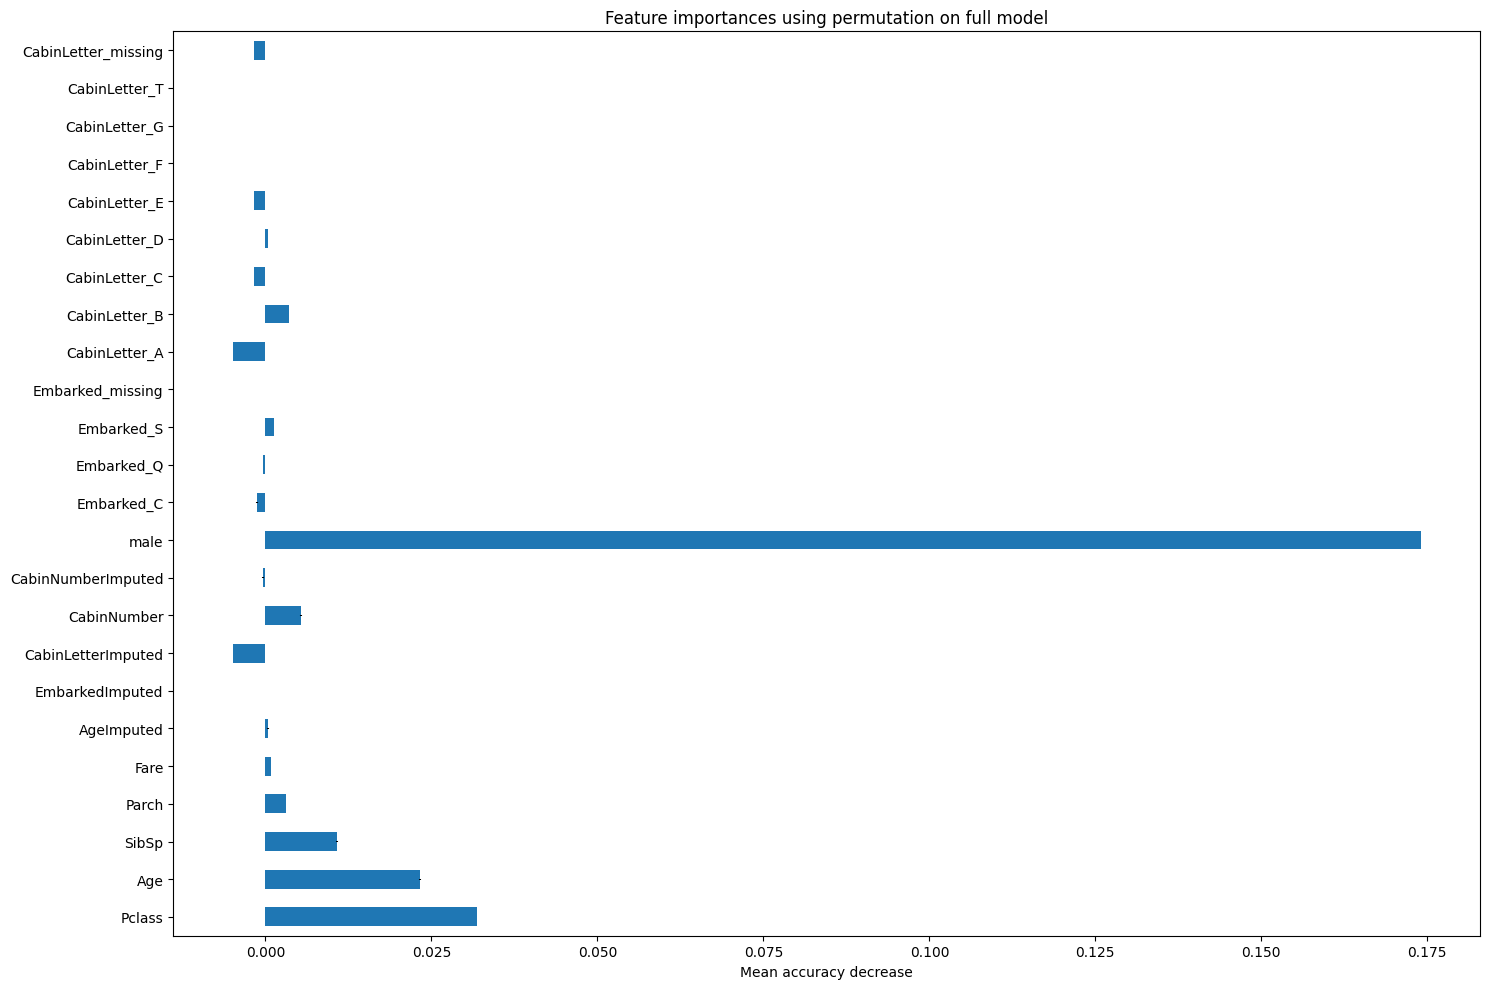 Feature importances using permutation on full model
CabinLetter_missing
CabinLetter_T
CabinLetter_G
CabinLetter_F
CabinLetter_E
CabinLetter_D
CabinLetter_C
CabinLetter_B
CabinLetter_A
Embarked_missing
Embarked_S
Embarked_Q
Embarked_C
male
CabinNumberImputed
CabinNumber
CabinLetterImputed
EmbarkedImputed
AgeImputed
Fare
Parch
SibSp
Age
Pclass
0.000 0.025 0.050 0.075 0.100 0.125 0.150 0.175
Mean accuracy decrease